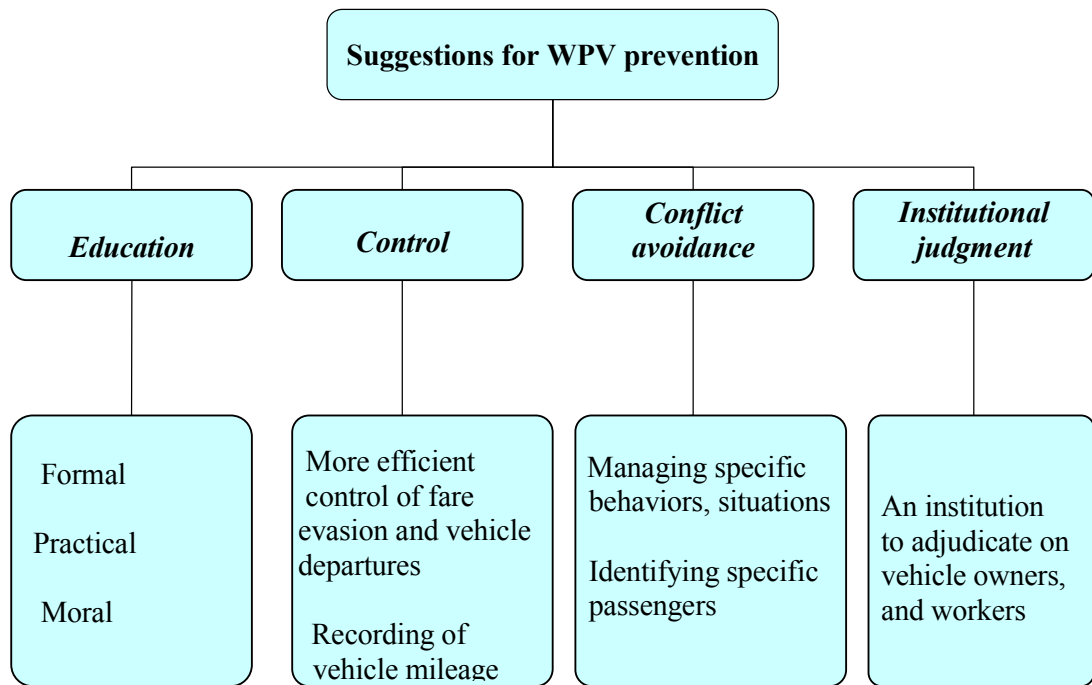 Suggestions for WPV prevention
Education
Control
Conflict
avoidance
Institutional
judgment
Formal
Practical
Moral
More efficient
control of fare
evasion and vehicle
departures
Recording of
vehicle mileage
Managing specific
behaviors, situations
Identifying specific
passengers
An institution
to adjudicate on
vehicle owners,
and workers